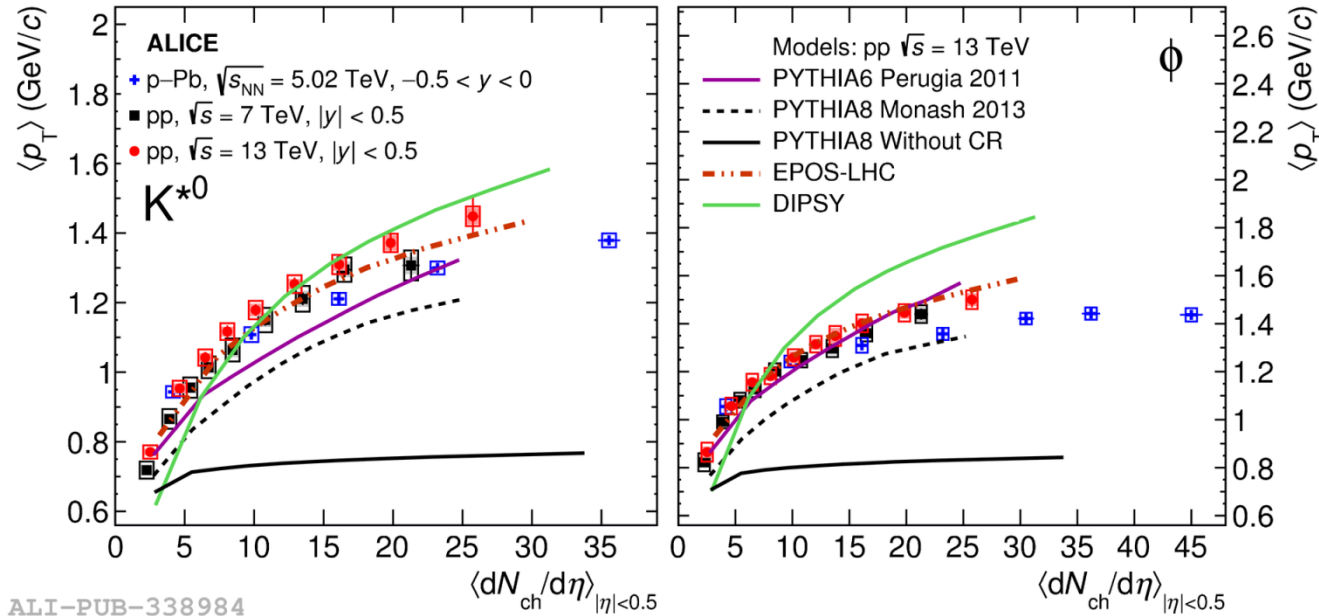 ⟨p_T⟩ (GeV/c)
2
1.8
1.6
1.4
1.2
1
0.8
0.6
ALICE
p–Pb, √s_NN = 5.02 TeV, −0.5 < y < 0
pp, √s = 7 TeV, |y| < 0.5
pp, √s = 13 TeV, |y| < 0.5
K*0
0 5 10 15 20 25 30 35
⟨dN_ch/dη⟩_|η|<0.5
Models: pp √s = 13 TeV
PYTHIA6 Perugia 2011
PYTHIA8 Monash 2013
PYTHIA8 Without CR
EPOS-LHC
DIPSY
ϕ
0 5 10 15 20 25 30 35 40 45
⟨dN_ch/dη⟩_|η|<0.5
2.6
2.4
2.2
2
1.8
1.6
1.4
1.2
1
0.8
0.6
⟨p_T⟩ (GeV/c)
ALI-PUB-338984